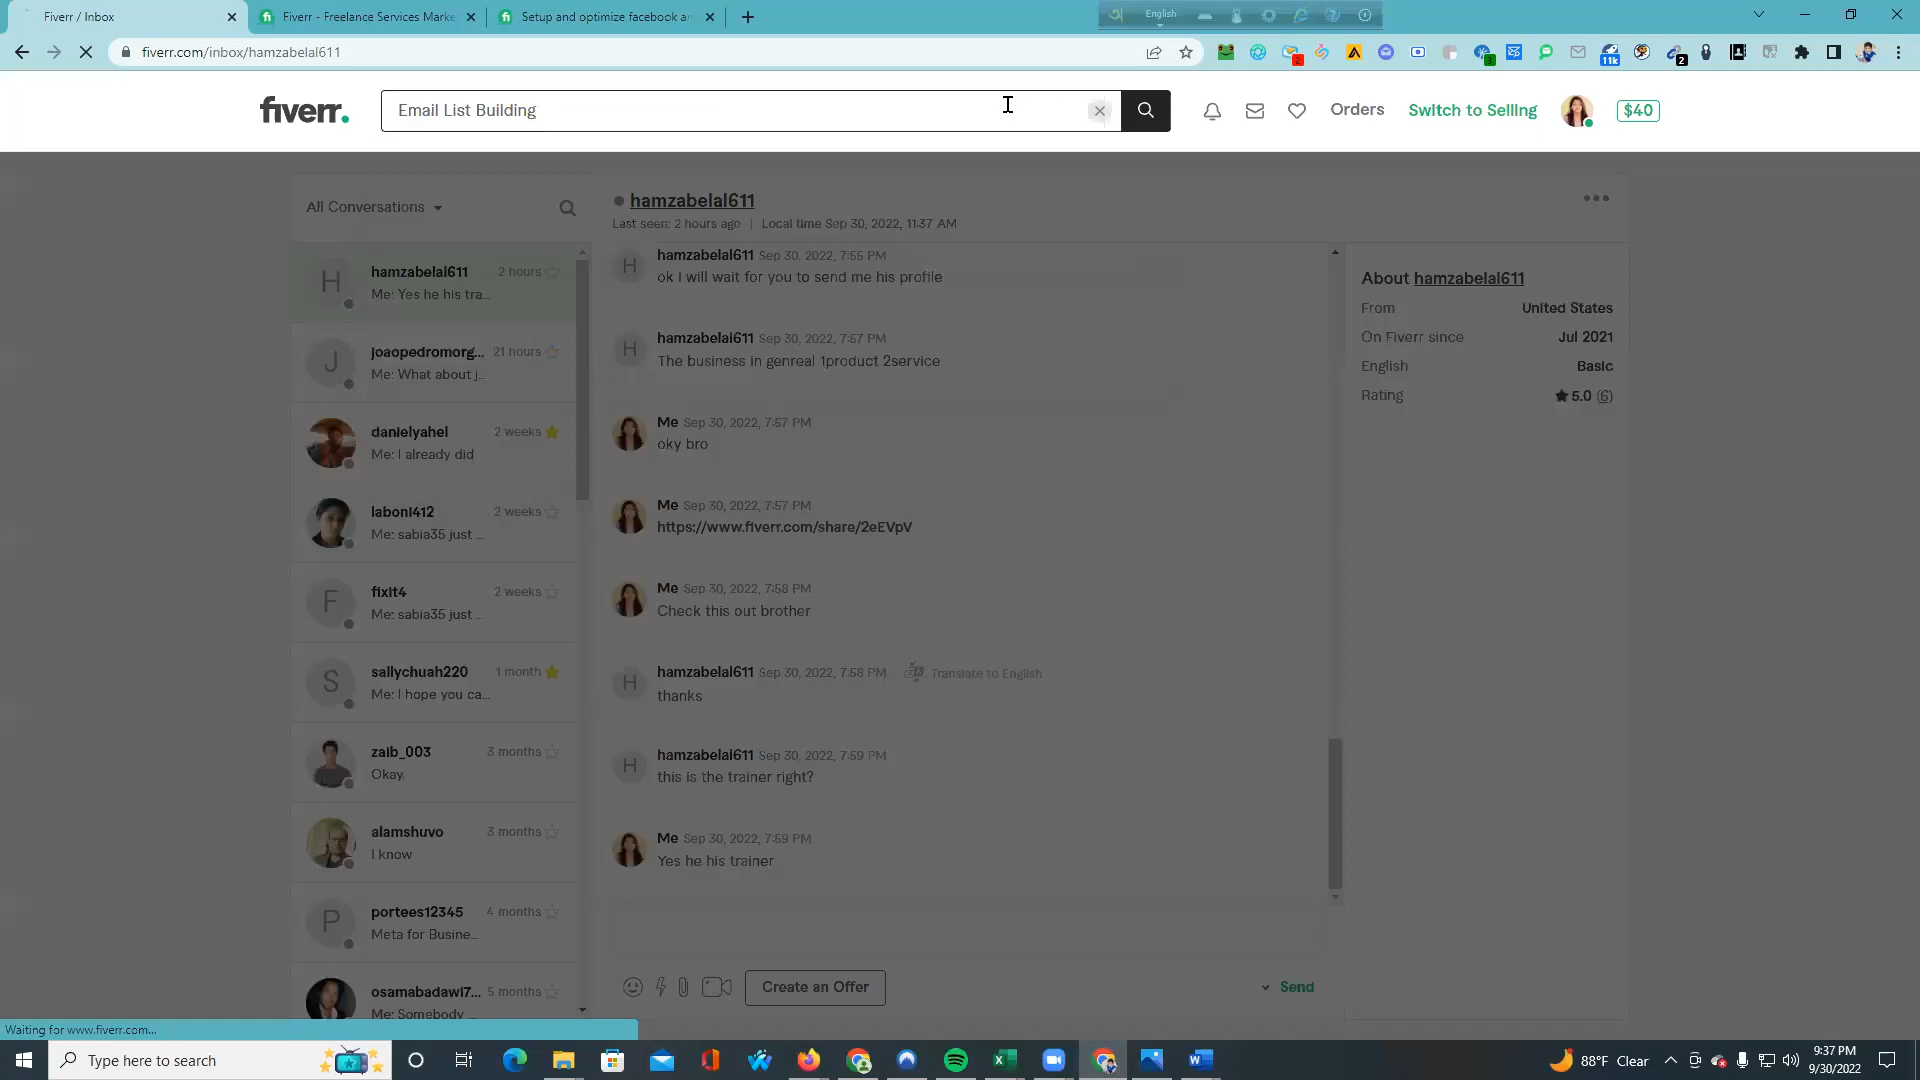 Fiverr / Inbox
Fiverr - Freelance Services Marke
Setup and optimize facebook a
English
fiverr.com/inbox/hamzabelal611
2
3
11k
2
fiverr.
Email List Building
Orders
Switch to Selling
$40
All Conversations
hamzabelal611
Last seen: 2 hours ago
Local time Sep 30, 2022, 11:37 AM
hamzabelal611
2 hours
Me: Yes he his tra...
joaopedromorg...
21 hours
Me: What about j...
danielyahel
2 weeks
Me: I already did
laboni412
2 weeks
Me: sabia35 just ...
fixit4
2 weeks
Me: sabia35 just ...
sallychuah220
1 month
Me: I hope you ca...
zaib_003
3 months
Okay,
alamshuvo
3 months
I know
portees12345
4 months
Meta for Busine...
osamabadawi7...
5 months
Me: Somebody ...
hamzabelal611 Sep 30, 2022, 7:55 PM
ok I will wait for you to send me his profile
hamzabelal611 Sep 30, 2022, 7:57 PM
The business in genreal 1product 2service
Me Sep 30, 2022, 7:57 PM
oky bro
Me Sep 30, 2022, 7:57 PM
https://www.fiverr.com/share/2eEVpV
Me Sep 30, 2022, 7:58 PM
Check this out brother
hamzabelal611 Sep 30, 2022, 7:58 PM
Translate to English
thanks
hamzabelal611 Sep 30, 2022, 7:59 PM
this is the trainer right?
Me Sep 30, 2022, 7:59 PM
Yes he his trainer
Create an Offer
Send
About hamzabelal611
From United States
On Fiverr since Jul 2021
English Basic
Rating 5.0 (6)
Waiting for www.fiverr.com...
Type here to search
88°F Clear
9:37 PM
9/30/2022